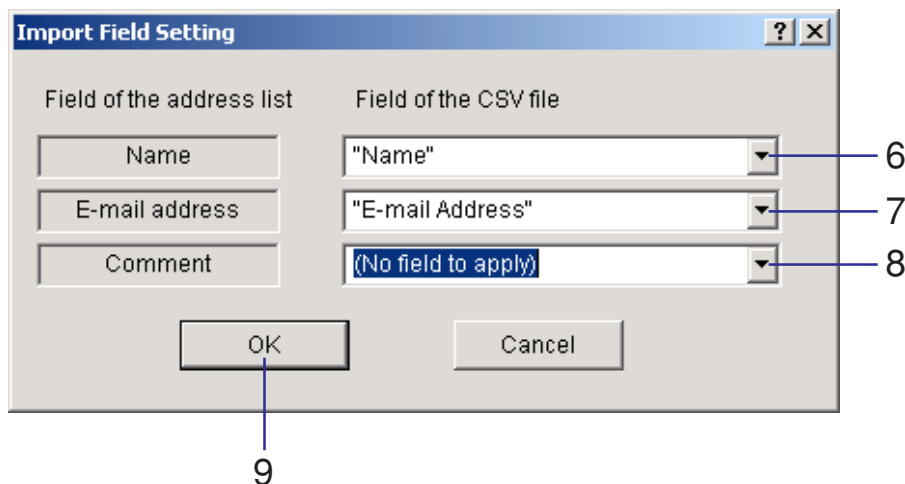 Import Field Setting ? X
Field of the address list Field of the CSV file
Name "Name" 6
E-mail address "E-mail Address" 7
Comment (No field to apply) 8
OK Cancel
9